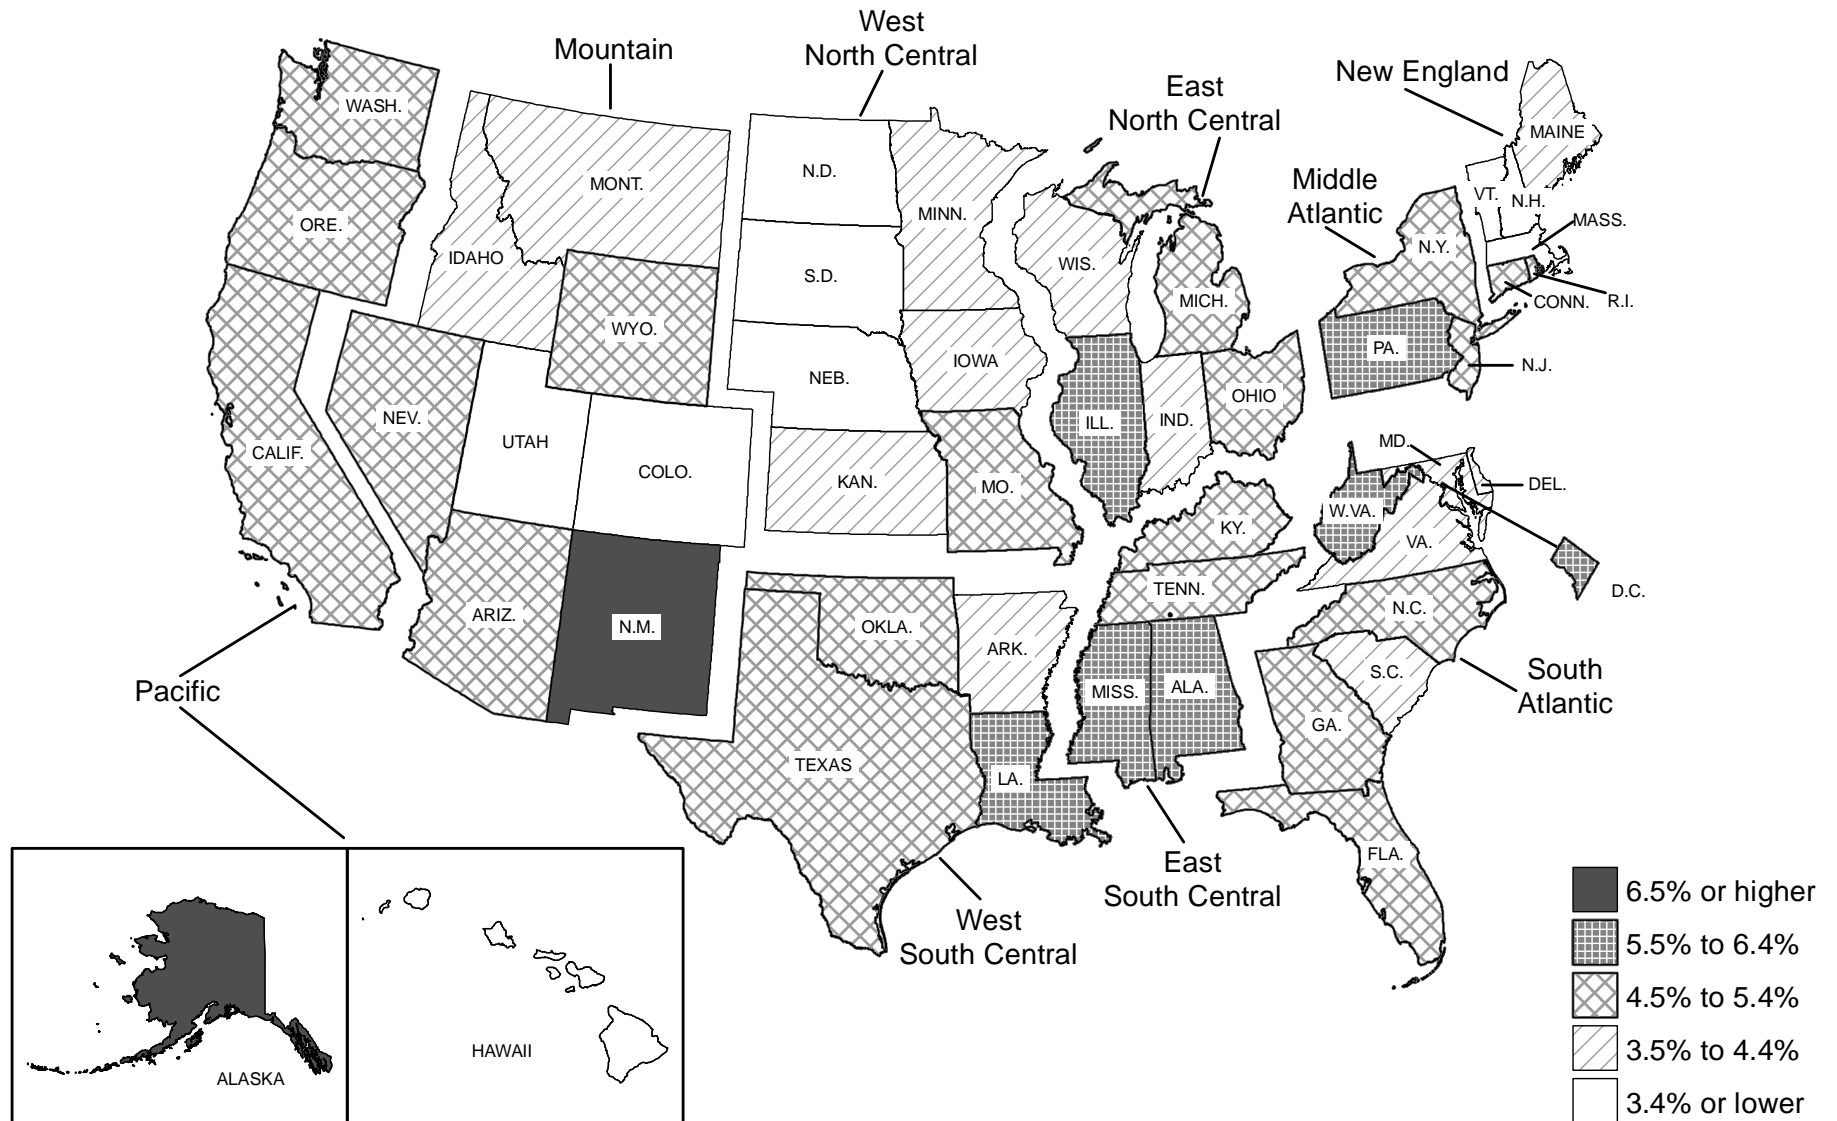 West
North Central
Mountain
East
North Central
New England
Middle
Atlantic
WASH.
MAINE
N.D.
MONT.
VT.
N.H.
MINN.
MASS.
ORE.
N.Y.
IDAHO
WIS.
S.D.
MICH.
CONN.
R.I.
WYO.
PA.
IOWA
N.J.
NEB.
OHIO
NEV.
ILL.
IND.
UTAH
MD.
CALIF.
COLO.
KAN.
MO.
DEL.
W.VA.
KY.
VA.
TENN.
D.C.
N.C.
ARIZ.
N.M.
OKLA.
ARK.
S.C.
South
Atlantic
Pacific
MISS.
ALA.
GA.
TEXAS
LA.
FLA.
East
South Central
West
South Central
HAWAII
ALASKA
6.5% or higher
5.5% to 6.4%
4.5% to 5.4%
3.5% to 4.4%
3.4% or lower